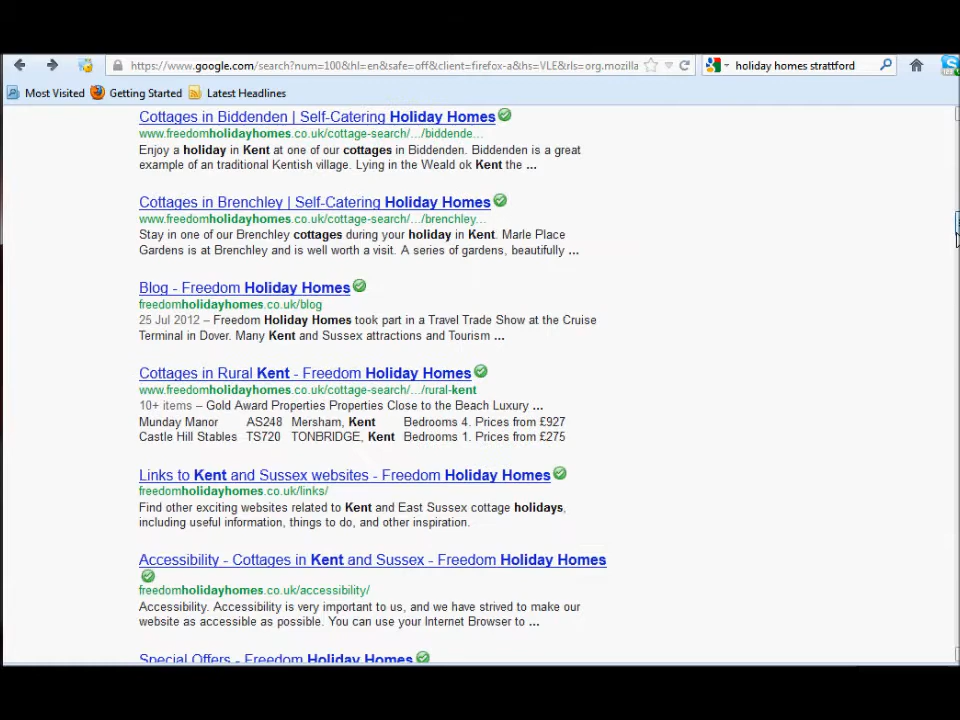 https://www.google.com/search?num=100&hl=en&safe=off&client=firefox-a&hs=VLE&rls=org.mozilla
holiday homes strattford
Most Visited
Getting Started
Latest Headlines
Cottages in Biddenden | Self-Catering Holiday Homes
www.freedomholidayhomes.co.uk/cottage-search/.../biddende...
Enjoy a holiday in Kent at one of our cottages in Biddenden. Biddenden is a great
example of an traditional Kentish village. Lying in the Weald ok Kent the ...
Cottages in Brenchley | Self-Catering Holiday Homes
www.freedomholidayhomes.co.uk/cottage-search/.../brenchley...
Stay in one of our Brenchley cottages during your holiday in Kent. Marle Place
Gardens is at Brenchley and is well worth a visit. A series of gardens, beautifully ...
Blog - Freedom Holiday Homes
freedomholidayhomes.co.uk/blog
25 Jul 2012 – Freedom Holiday Homes took part in a Travel Trade Show at the Cruise
Terminal in Dover. Many Kent and Sussex attractions and Tourism ...
Cottages in Rural Kent - Freedom Holiday Homes
www.freedomholidayhomes.co.uk/cottage-search/.../rural-kent
10+ items – Gold Award Properties Properties Close to the Beach Luxury ...
Munday Manor AS248 Mersham, Kent Bedrooms 4. Prices from £927
Castle Hill Stables TS720 TONBRIDGE, Kent Bedrooms 1. Prices from £275
Links to Kent and Sussex websites - Freedom Holiday Homes
freedomholidayhomes.co.uk/links/
Find other exciting websites related to Kent and East Sussex cottage holidays,
including useful information, things to do, and other inspiration.
Accessibility - Cottages in Kent and Sussex - Freedom Holiday Homes
freedomholidayhomes.co.uk/accessibility/
Accessibility. Accessibility is very important to us, and we have strived to make our
website as accessible as possible. You can use your Internet Browser to ...
Special Offers - Freedom Holiday Homes